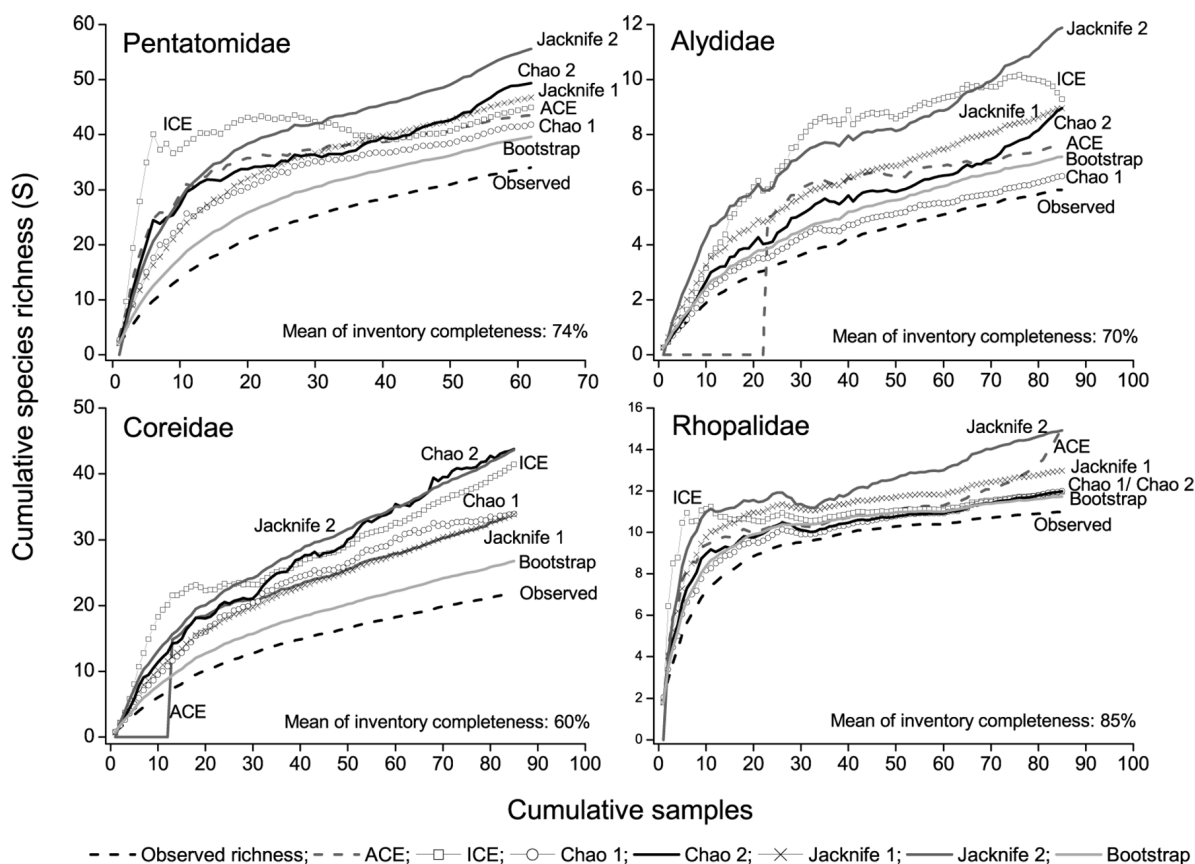 Cumulative species richness (S)
Pentatomidae
60
50
40
30
20
10
0
ICE
Jacknife 2
Chao 2
Jacknife 1
ACE
Chao 1
Bootstrap
Observed
Mean of inventory completeness: 74%
0 10 20 30 40 50 60 70
Alydidae
12
10
8
6
4
2
0
Jacknife 2
ICE
Jacknife 1
Chao 2
ACE
Bootstrap
Chao 1
Observed
Mean of inventory completeness: 70%
0 10 20 30 40 50 60 70 80 90 100
Coreidae
50
40
30
20
10
0
Chao 2
ICE
Jacknife 2
Chao 1
Jacknife 1
Bootstrap
Observed
ACE
Mean of inventory completeness: 60%
0 10 20 30 40 50 60 70 80 90 100
Rhopalidae
16
14
12
10
8
6
4
2
0
Jacknife 2
ACE
ICE
Jacknife 1
Chao 1/ Chao 2
Bootstrap
Observed
Mean of inventory completeness: 85%
0 10 20 30 40 50 60 70 80 90 100
Cumulative samples
Observed richness; ACE; ICE; Chao 1; Chao 2; Jacknife 1; Jacknife 2; Bootstrap